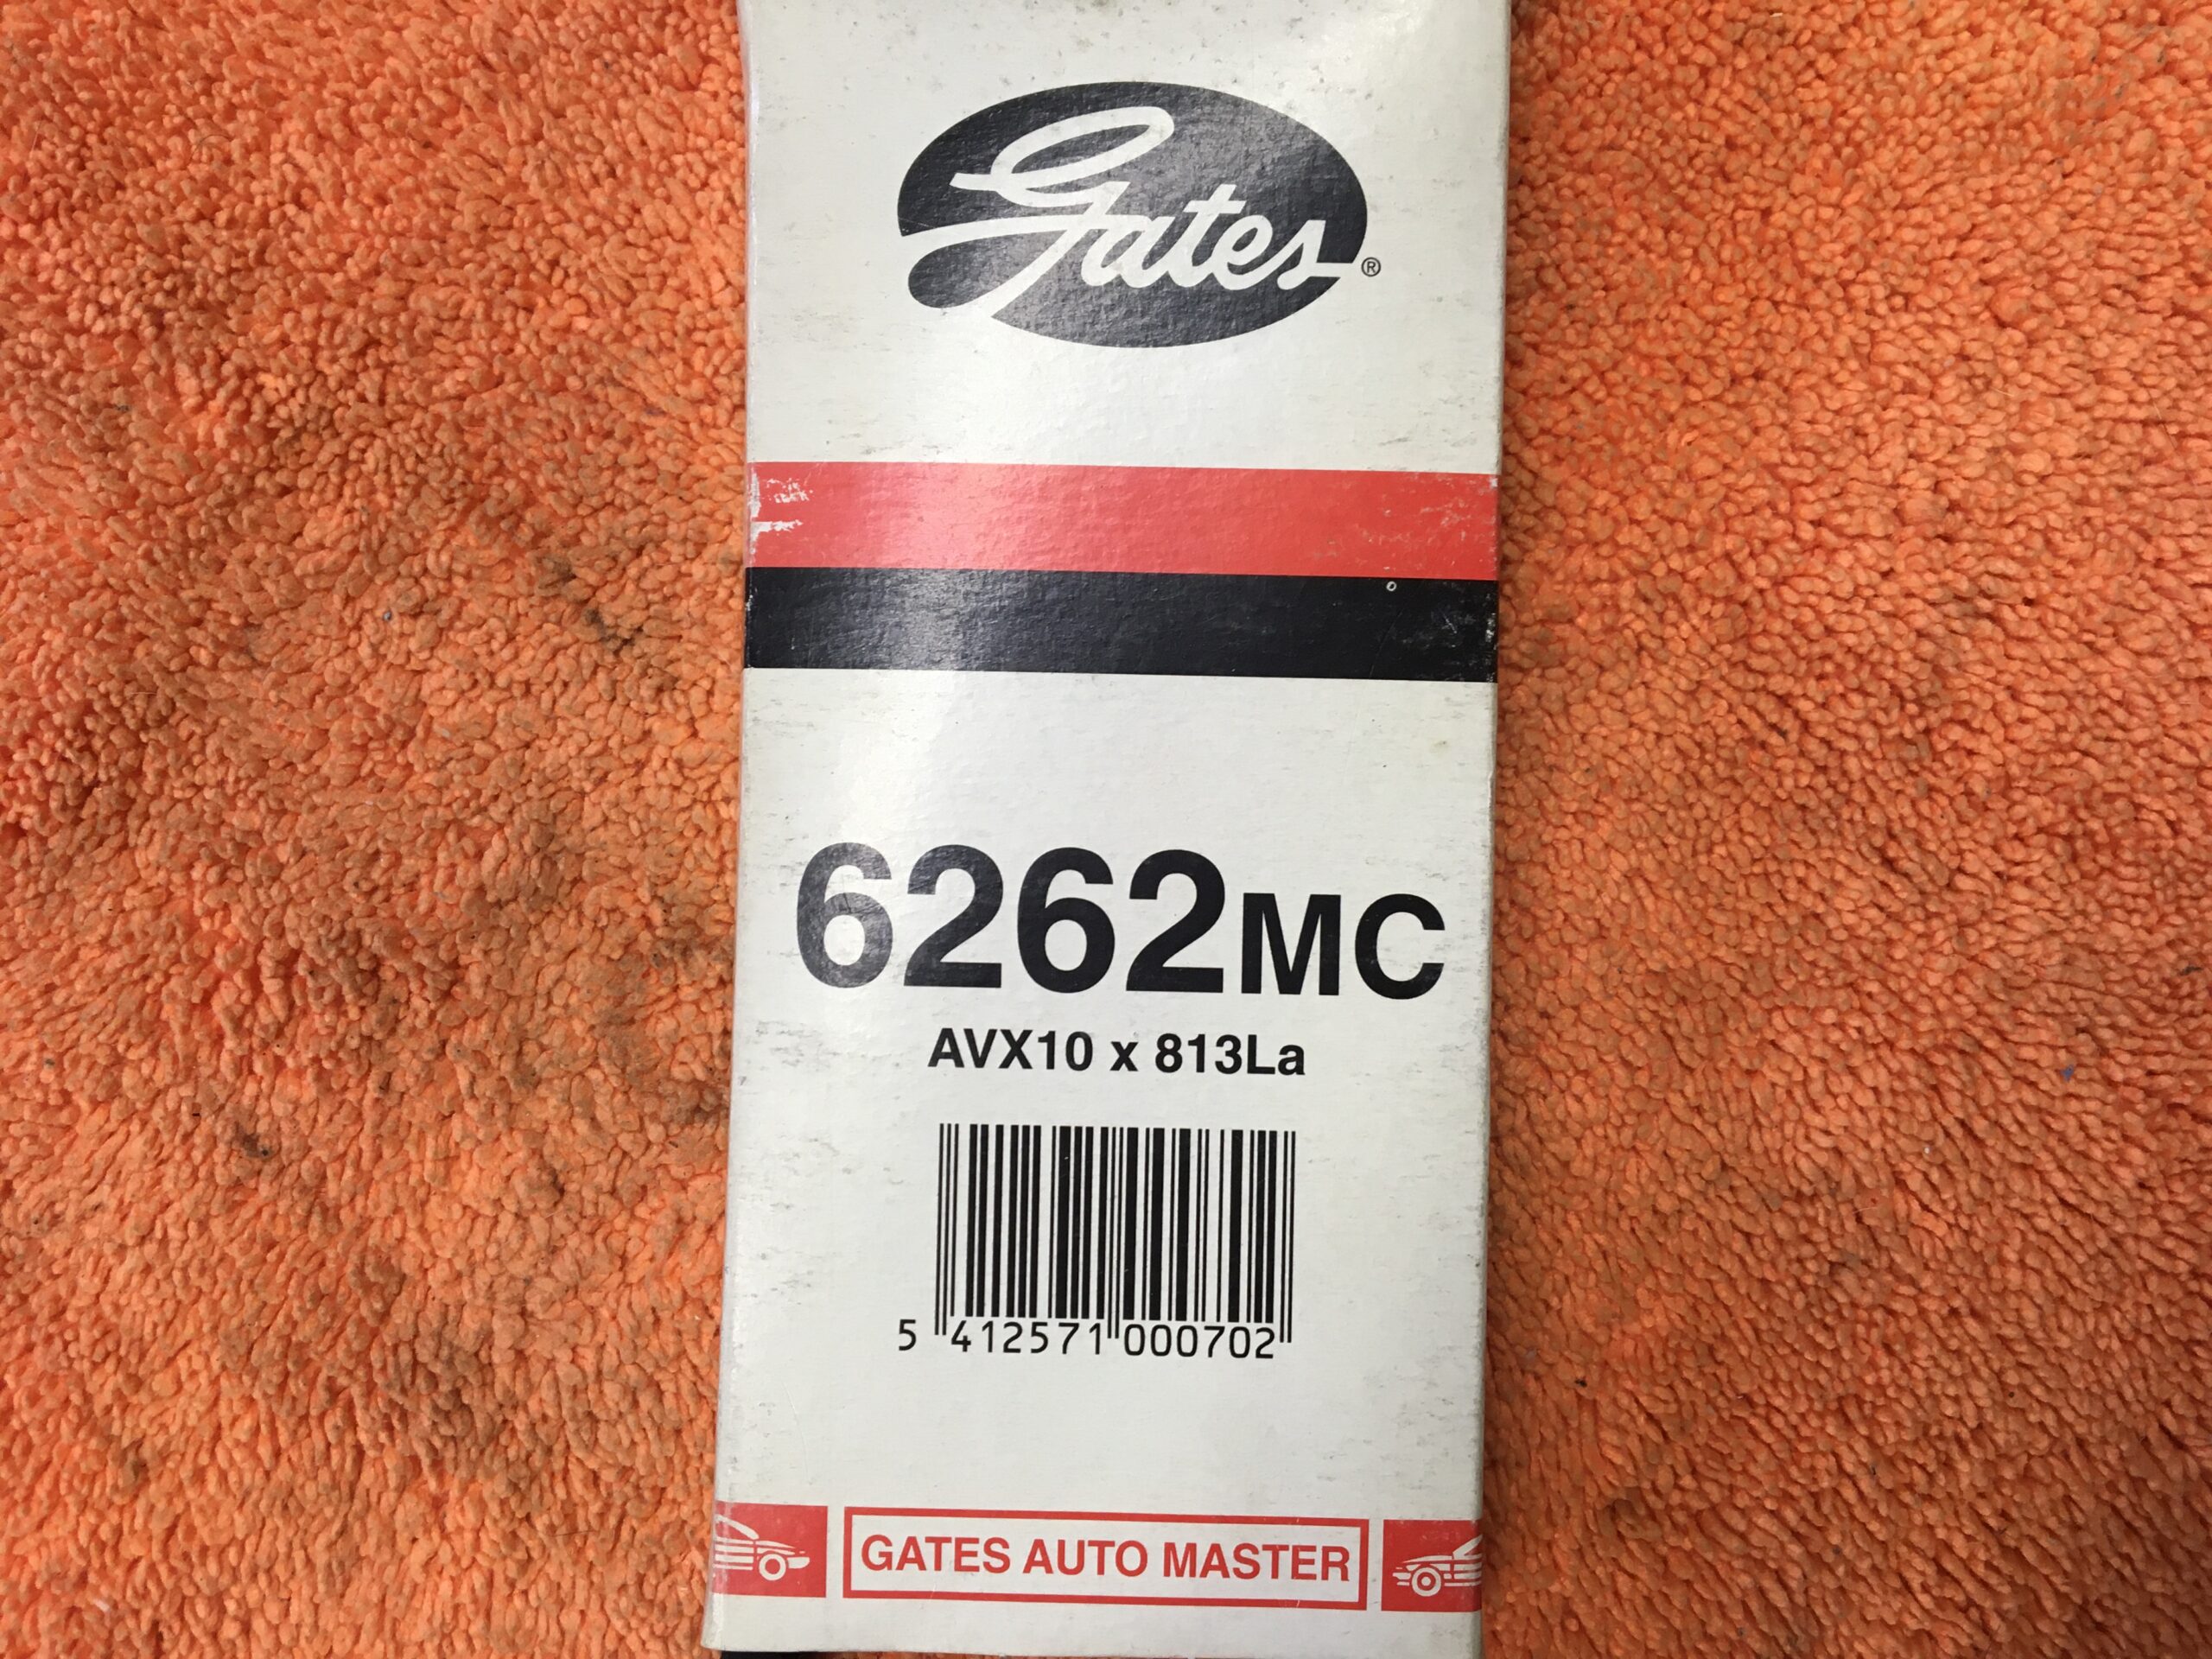 Gates®
6262MC
AVX10 x 813La
5 412571 000702
GATES AUTO MASTER